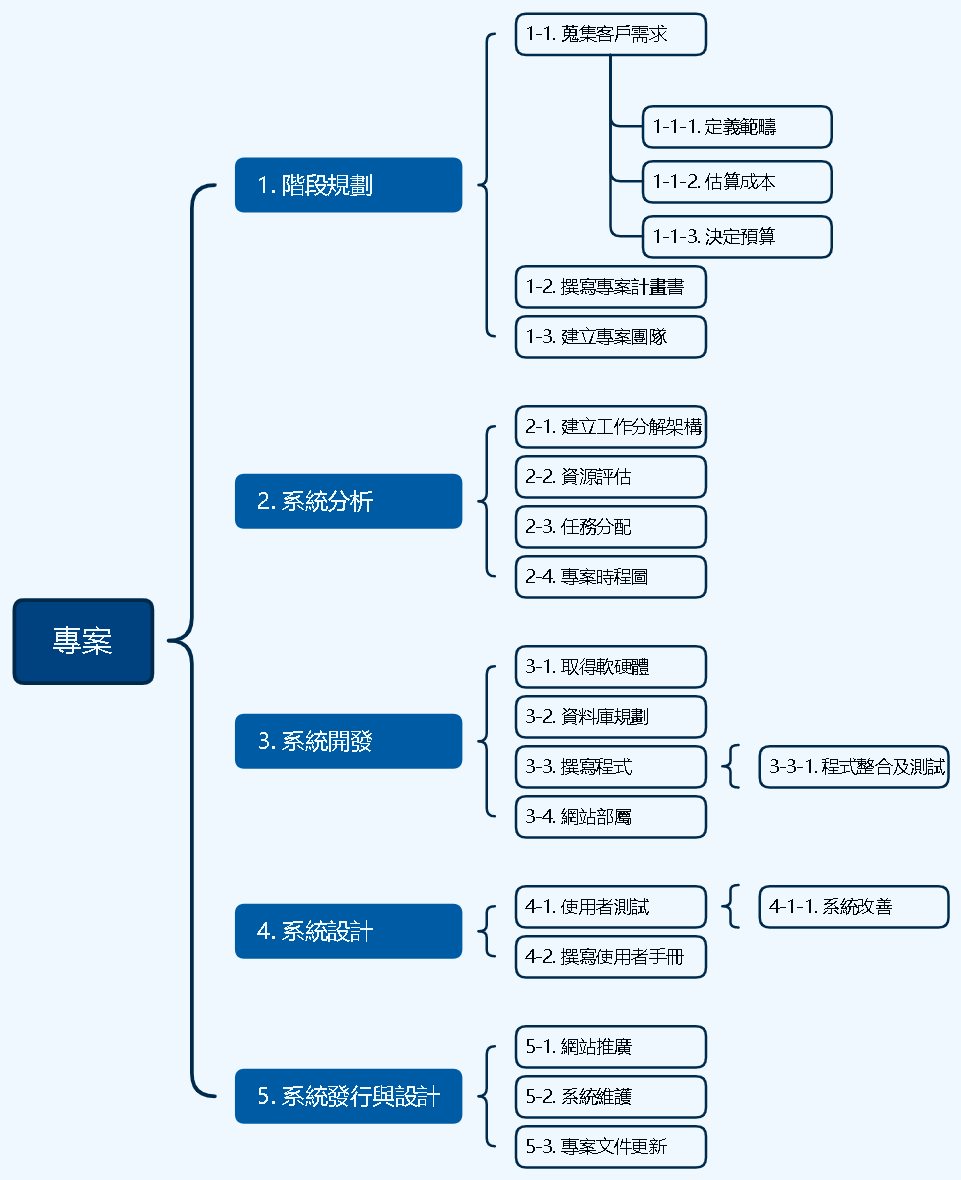 專案
1. 階段規劃
1-1. 蒐集客戶需求
1-1-1. 定義範疇
1-1-2. 估算成本
1-1-3. 決定預算
1-2. 撰寫專案計畫書
1-3. 建立專案團隊
2. 系統分析
2-1. 建立工作分解架構
2-2. 資源評估
2-3. 任務分配
2-4. 專案時程圖
3. 系統開發
3-1. 取得軟硬體
3-2. 資料庫規劃
3-3. 撰寫程式
3-3-1. 程式整合及測試
3-4. 網站部屬
4. 系統設計
4-1. 使用者測試
4-1-1. 系統改善
4-2. 撰寫使用者手冊
5. 系統發行與設計
5-1. 網站推廣
5-2. 系統維護
5-3. 專案文件更新